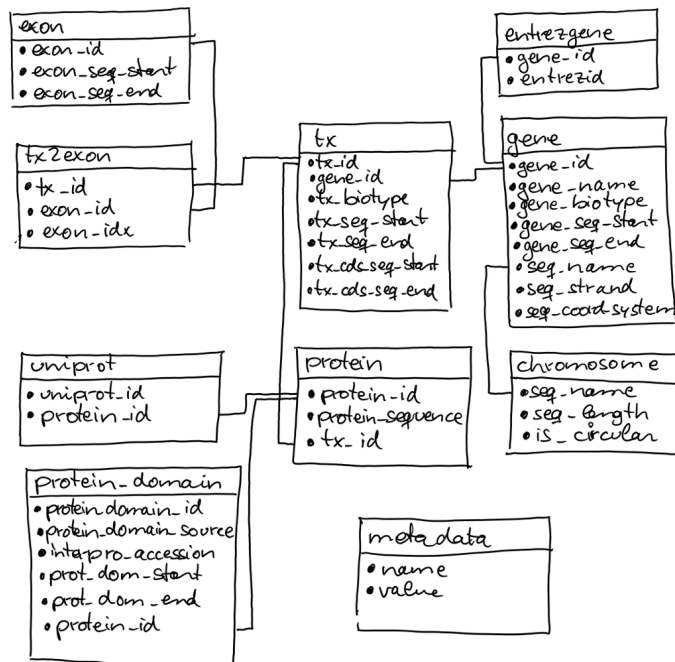 exon
• exon_id
• exon_seq_start
• exon_seq_end
tx2exon
• tx_id
• exon_id
• exon_idx
tx
• tx_id
• gene_id
• tx_biotype
• tx_seq_start
• tx_seq_end
• tx_cds_seq_start
• tx_cds_seq_end
entrezgene
• gene_id
• entrezid
gene
• gene_id
• gene_name
• gene_biotype
• gene_seq_start
• gene_seq_end
• seq_name
• seq_strand
• seq_coord_system
chromosome
• seq_name
• seq_length
• is_circular
uniprot
• uniprot_id
• protein_id
protein
• protein_id
• protein_sequence
• tx_id
protein_domain
• protein_domain_id
• protein_domain_source
• interpro_accession
• prot_dom_start
• prot_dom_end
• protein_id
metadata
• name
• value